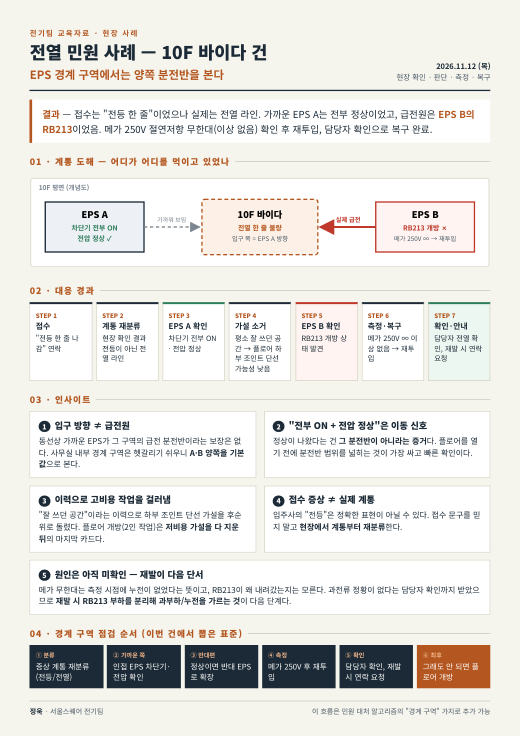 전기팀 교육자료 · 현장 사례
전열 민원 사례 — 10F 바이다 건
EPS 경계 구역에서는 양쪽 분전반을 본다
2026.11.12 (목)
현장 확인 · 판단 · 측정 · 복구
결과 — 접수는 "전등 한 줄"이었으나 실제는 전열 라인. 가까운 EPS A는 전부 정상이었고, 급전원은 EPS B의
RB213이었음. 메가 250V 절연저항 무한대(이상 없음) 확인 후 재투입, 담당자 확인으로 복구 완료.
01 · 계통 도해 — 어디가 어디를 먹이고 있었나
10F 평면 (개념도)
EPS A
차단기 전부 ON
전압 정상 ✓
가까워 보임
10F 바이다
전열 한 줄 불량
입구 쪽 = EPS A 방향
실제 급전
EPS B
RB213 개방 ×
메가 250V ∞ → 재투입
02 · 대응 경과
STEP 1
접수
"전등 한 줄 나
감" 연락
STEP 2
계통 재분류
현장 확인 결과
전등이 아닌 전
열 라인
STEP 3
EPS A 확인
차단기 전부 ON
· 전압 정상
STEP 4
가설 소거
평소 잘 쓰던 공
간 → 플로어 하
부 조인트 단선
가능성 낮음
STEP 5
EPS B 확인
RB213 개방 상
태 발견
STEP 6
측정·복구
메가 250V ∞ 이
상 없음 → 재투
입
STEP 7
확인·안내
담당자 전열 확
인, 재발 시 연락
요청
03 · 인사이트
1 입구 방향 ≠ 급전원
동선상 가까운 EPS가 그 구역의 급전 분전반이라는 보장은 없
다. 사무실 내부 경계 구역은 헷갈리기 쉬우니 A·B 양쪽을 기본
값으로 본다.
2 "전부 ON + 전압 정상"은 이동 신호
정상이 나왔다는 건 그 분전반이 아니라는 증거다. 플로어를 열
기 전에 분전반 범위를 넓히는 것이 가장 싸고 빠른 확인이다.
3 이력으로 고비용 작업을 걸러냄
"잘 쓰던 공간"이라는 이력으로 하부 조인트 단선 가설을 후순
위로 돌렸다. 플로어 개방(2인 작업)은 저비용 가설을 다 지운
뒤의 마지막 카드다.
4 접수 증상 ≠ 실제 계통
입주사의 "전등"은 정확한 표현이 아닐 수 있다. 접수 문구를 믿
지 말고 현장에서 계통부터 재분류한다.
5 원인은 아직 미확인 — 재발이 다음 단서
메가 무한대는 측정 시점에 누전이 없었다는 뜻이고, RB213이 왜 내려갔는지는 모른다. 과전류 정황이 없다는 담당자 확인까지 받았으
므로 재발 시 RB213 부하를 분리해 과부하/누전을 가르는 것이 다음 단계다.
04 · 경계 구역 점검 순서 (이번 건에서 뽑은 표준)
① 분류
증상 계통 재분류
(전등/전열)
② 가까운 쪽
인접 EPS 차단기·
전압 확인
③ 반대편
정상이면 반대 EPS
로 확장
④ 측정
메가 250V 후 재투
입
⑤ 확인
담당자 확인, 재발
시 연락 요청
⑥ 최후
그래도 안 되면 플
로어 개방
정욱 · 서울스퀘어 전기팀
이 흐름은 민원 대처 알고리즘의 "경계 구역" 가지로 추가 가능